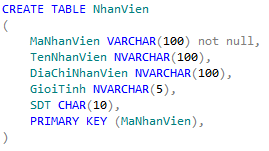 CREATE TABLE NhanVien
(
    MaNhanVien VARCHAR(100) not null,
    TenNhanVien NVARCHAR(100),
    DiaChiNhanVien NVARCHAR(100),
    GioiTinh NVARCHAR(5),
    SDT CHAR(10),
    PRIMARY KEY (MaNhanVien),
)